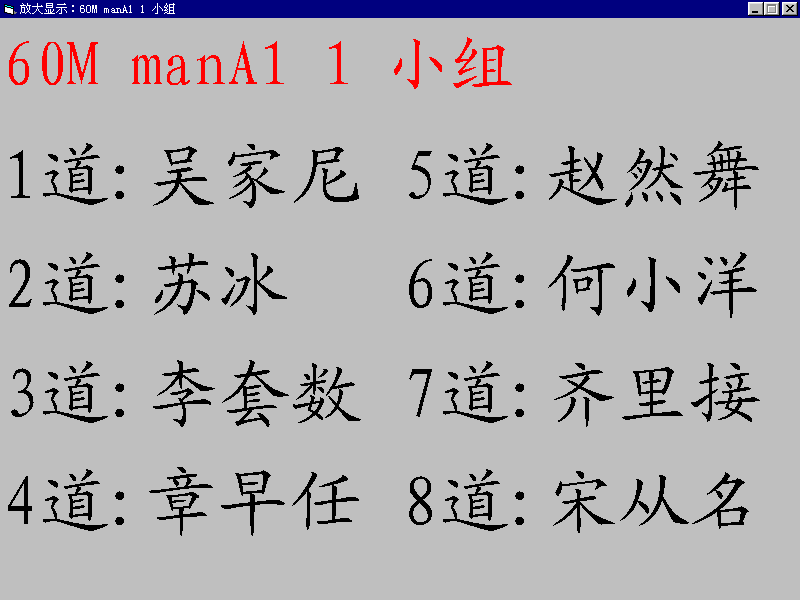 放大显示:60M manA1 1 小组
60M manA1 1 小组
1道:吴家尼 5道:赵然舞
2道:苏冰 6道:何小洋
3道:李套数 7道:齐里接
4道:章早任 8道:宋从名